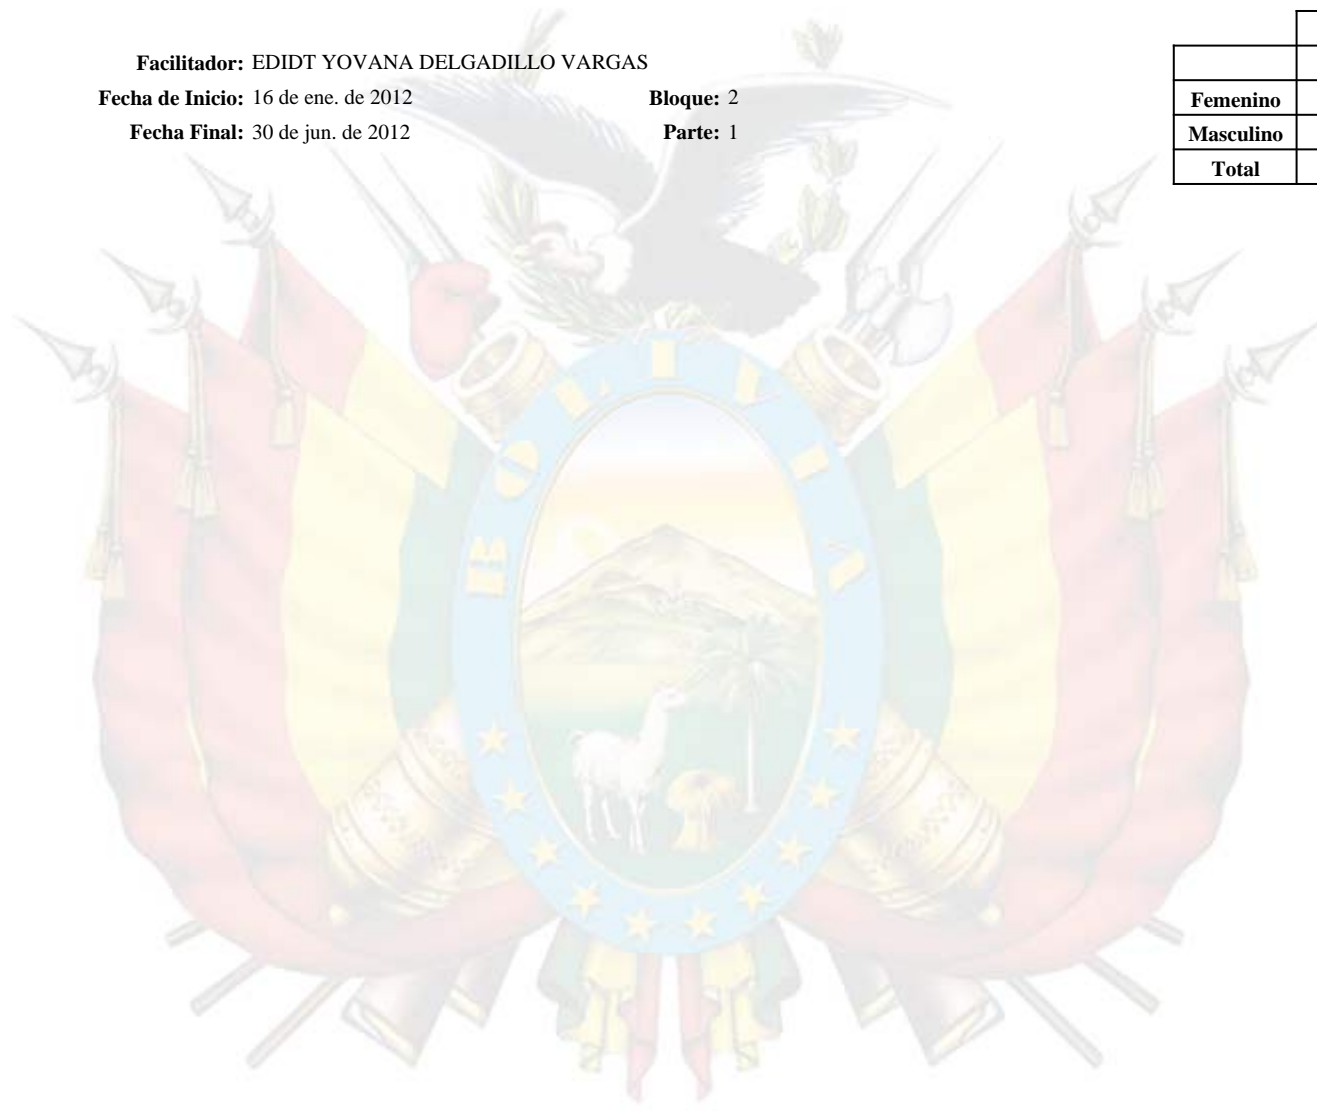 Facilitador: EDIDT YOVANA DELGADILLO VARGAS
Fecha de Inicio: 16 de ene. de 2012 Bloque: 2
Fecha Final: 30 de jun. de 2012 Parte: 1
Femenino
Masculino
Total
BOLIVIA